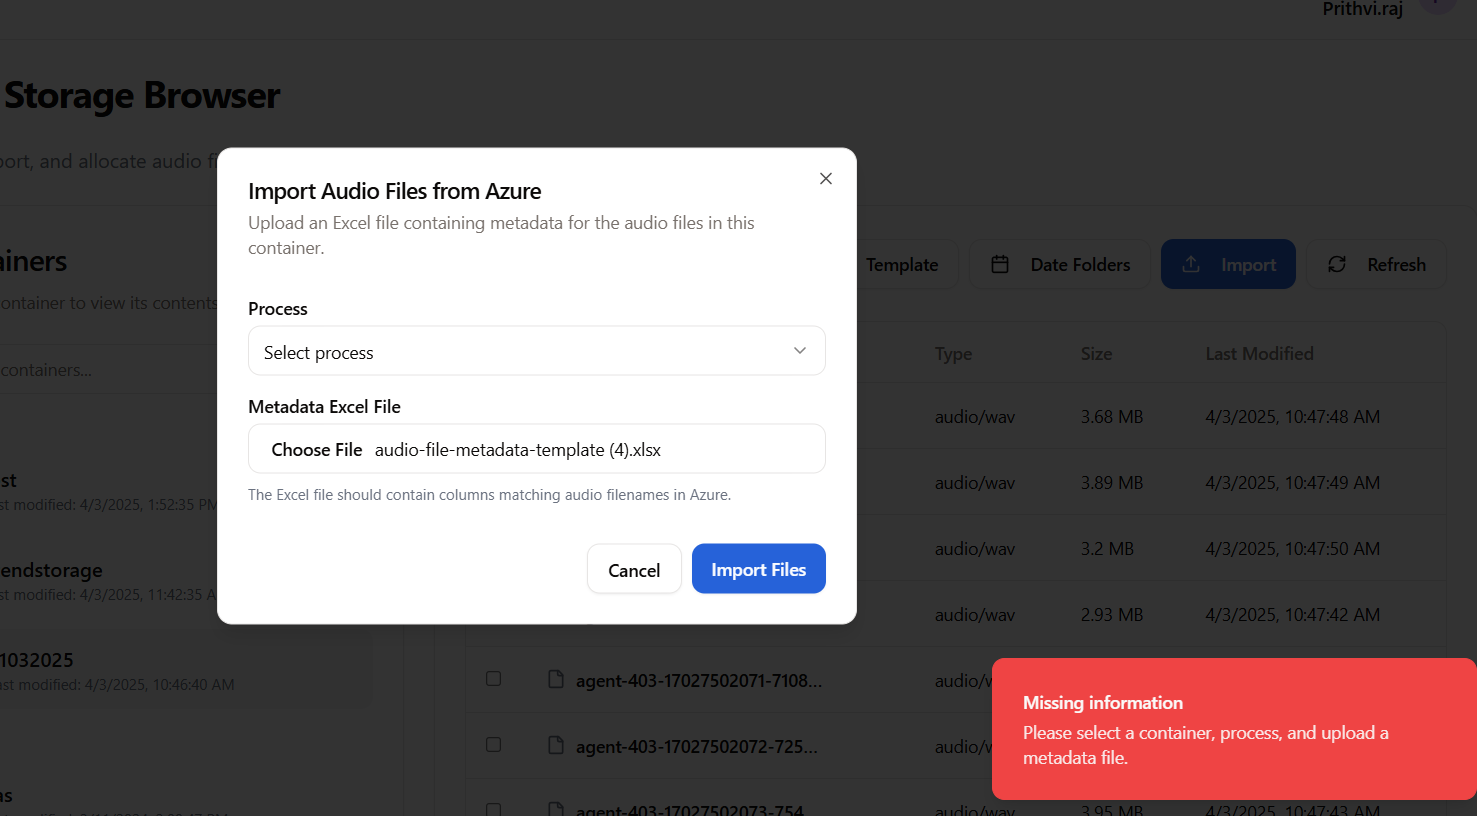 Prithvi.raj
Storage Browser
port, and allocate audio f
Import Audio Files from Azure
Upload an Excel file containing metadata for the audio files in this
container.
Process
Select process
Metadata Excel File
Choose File audio-file-metadata-template (4).xlsx
The Excel file should contain columns matching audio filenames in Azure.
Cancel
Import Files
ainers
ontainer to view its contents
containers...
st
st modified: 4/3/2025, 1:52:35 PM
endstorage
st modified: 4/3/2025, 11:42:35 A
1032025
ast modified: 4/3/2025, 10:46:40 AM
as
Template
Date Folders
Import
Refresh
Type Size Last Modified
audio/wav 3.68 MB 4/3/2025, 10:47:48 AM
audio/wav 3.89 MB 4/3/2025, 10:47:49 AM
audio/wav 3.2 MB 4/3/2025, 10:47:50 AM
audio/wav 2.93 MB 4/3/2025, 10:47:42 AM
agent-403-17027502071-7108... audio/w
agent-403-17027502072-725... audio/w
agent-403-17027502073-754 audio/wav 3.95 MB 4/3/2025, 10:47:43 AM
Missing information
Please select a container, process, and upload a
metadata file.